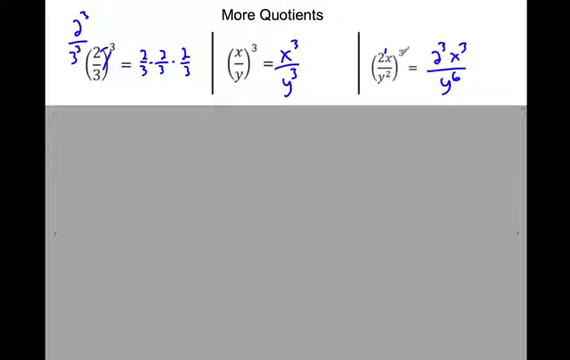 More Quotients
2³/3³ (2/3)³ = 2/3 · 2/3 · 2/3
(x/y)³ = x³/y³
(2¹x/y²)³ = 2³x³/y⁶